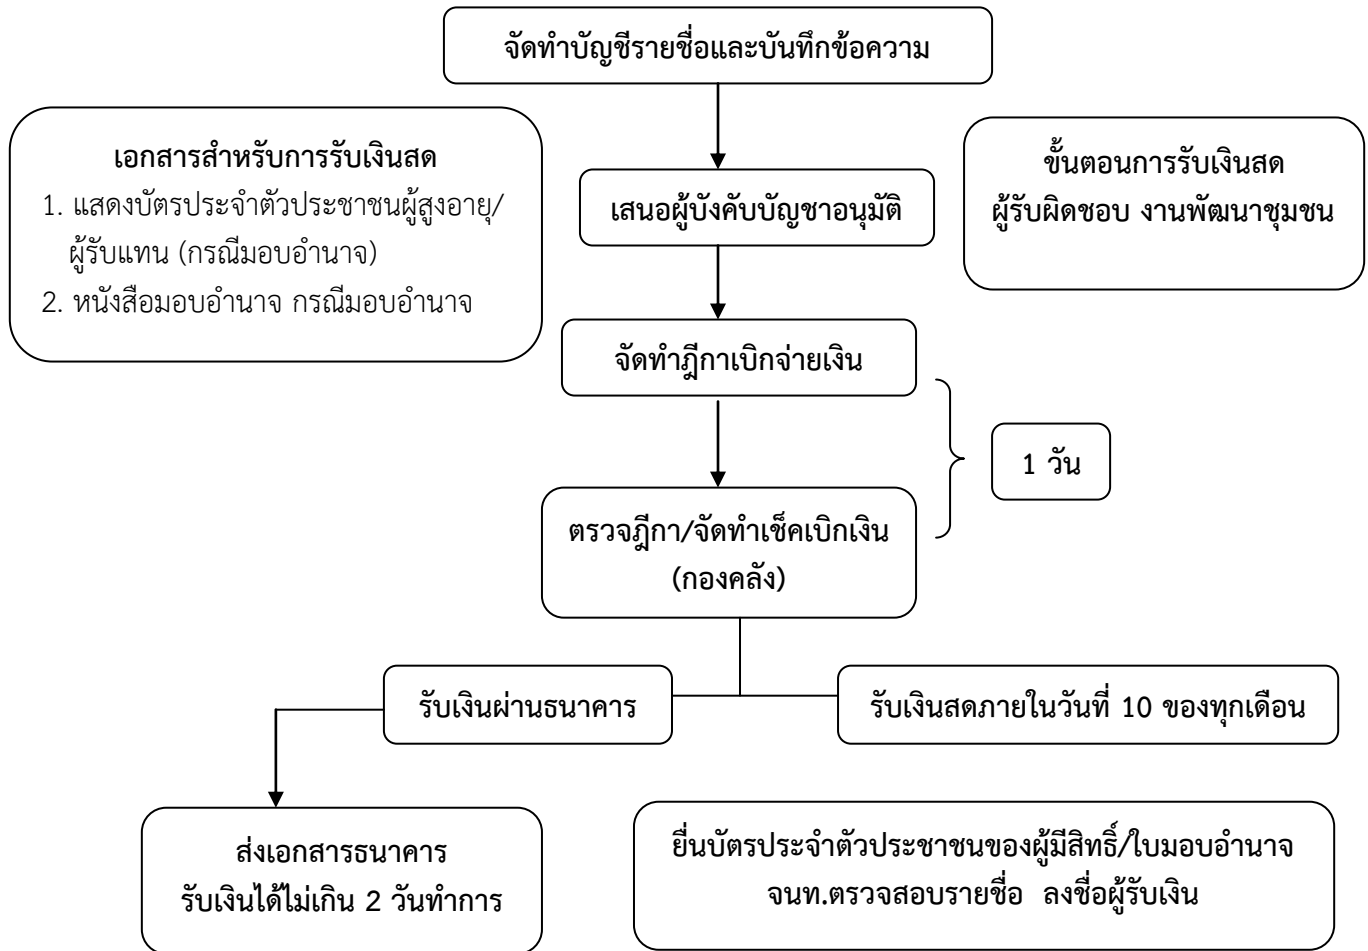 จัดทำบัญชีรายชื่อและบันทึกข้อความ
เอกสารสำหรับการรับเงินสด
1. แสดงบัตรประจำตัวประชาชนผู้สูงอายุ/
ผู้รับแทน (กรณีมอบอำนาจ)
2. หนังสือมอบอำนาจ กรณีมอบอำนาจ
เสนอผู้บังคับบัญชาอนุมัติ
ขั้นตอนการรับเงินสด
ผู้รับผิดชอบ งานพัฒนาชุมชน
จัดทำฎีกาเบิกจ่ายเงิน
1 วัน
ตรวจฎีกา/จัดทำเช็คเบิกเงิน
(กองคลัง)
รับเงินผ่านธนาคาร
รับเงินสดภายในวันที่ 10 ของทุกเดือน
ส่งเอกสารธนาคาร
รับเงินได้ไม่เกิน 2 วันทำการ
ยื่นบัตรประจำตัวประชาชนของผู้มีสิทธิ์/ใบมอบอำนาจ
จนท.ตรวจสอบรายชื่อ ลงชื่อผู้รับเงิน